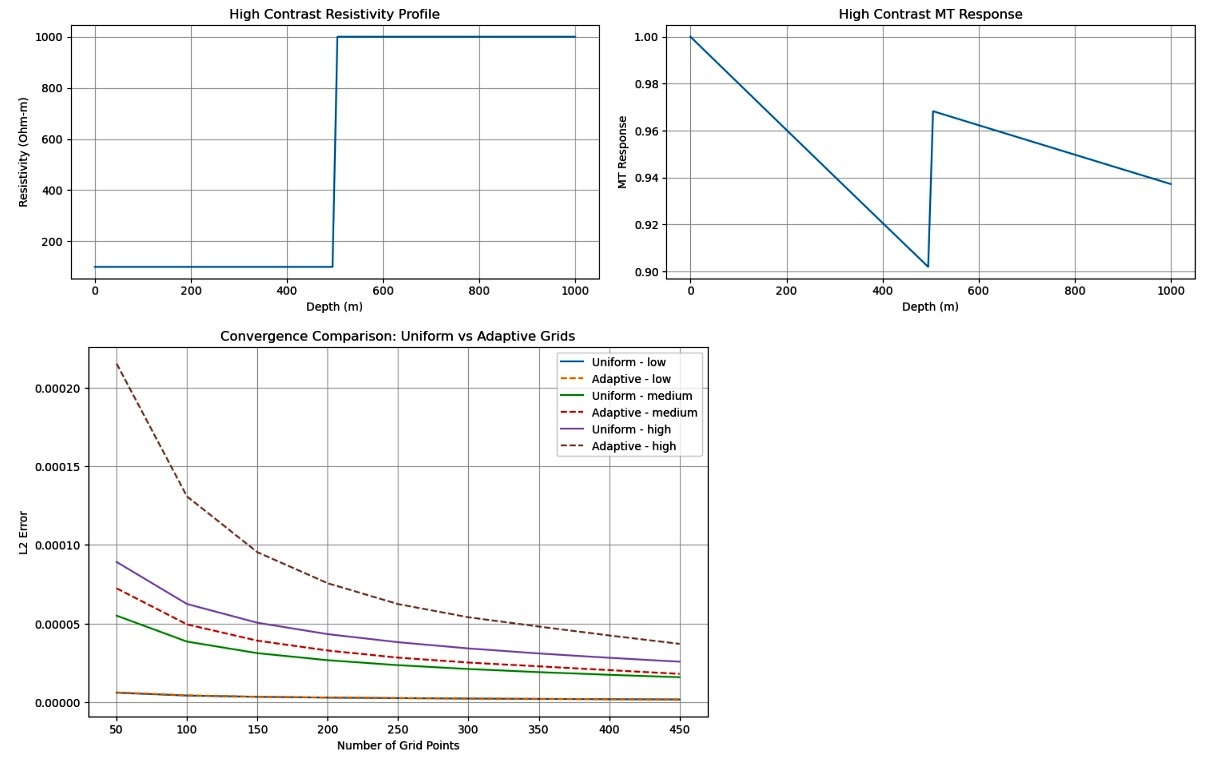 High Contrast Resistivity Profile
1000
800
600
400
200
Resistivity (Ohm-m)
0 200 400 600 800 1000
Depth (m)
High Contrast MT Response
1.00
0.98
0.96
0.94
0.92
0.90
MT Response
0 200 400 600 800 1000
Depth (m)
Convergence Comparison: Uniform vs Adaptive Grids
Uniform - low
Adaptive - low
Uniform - medium
Adaptive - medium
Uniform - high
Adaptive - high
0.00020
0.00015
0.00010
0.00005
0.00000
L2 Error
50 100 150 200 250 300 350 400 450
Number of Grid Points